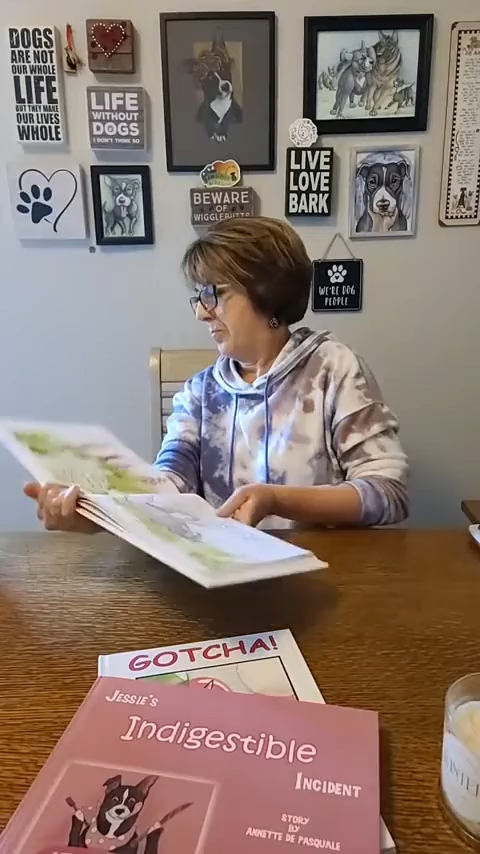 DOGS
ARE NOT
OUR WHOLE
LIFE
BUT THEY MAKE
OUR LIVES
WHOLE
LIFE
WITHOUT
DOGS
I DON'T THINK SO
BEWARE
OF
WIGGLEBUTTS
LIVE
LOVE
BARK
WE'RE DOG
PEOPLE
GOTCHA!
JESSIE'S
Indigestible
INCIDENT
STORY
BY
ANNETTE DE PASQUALE